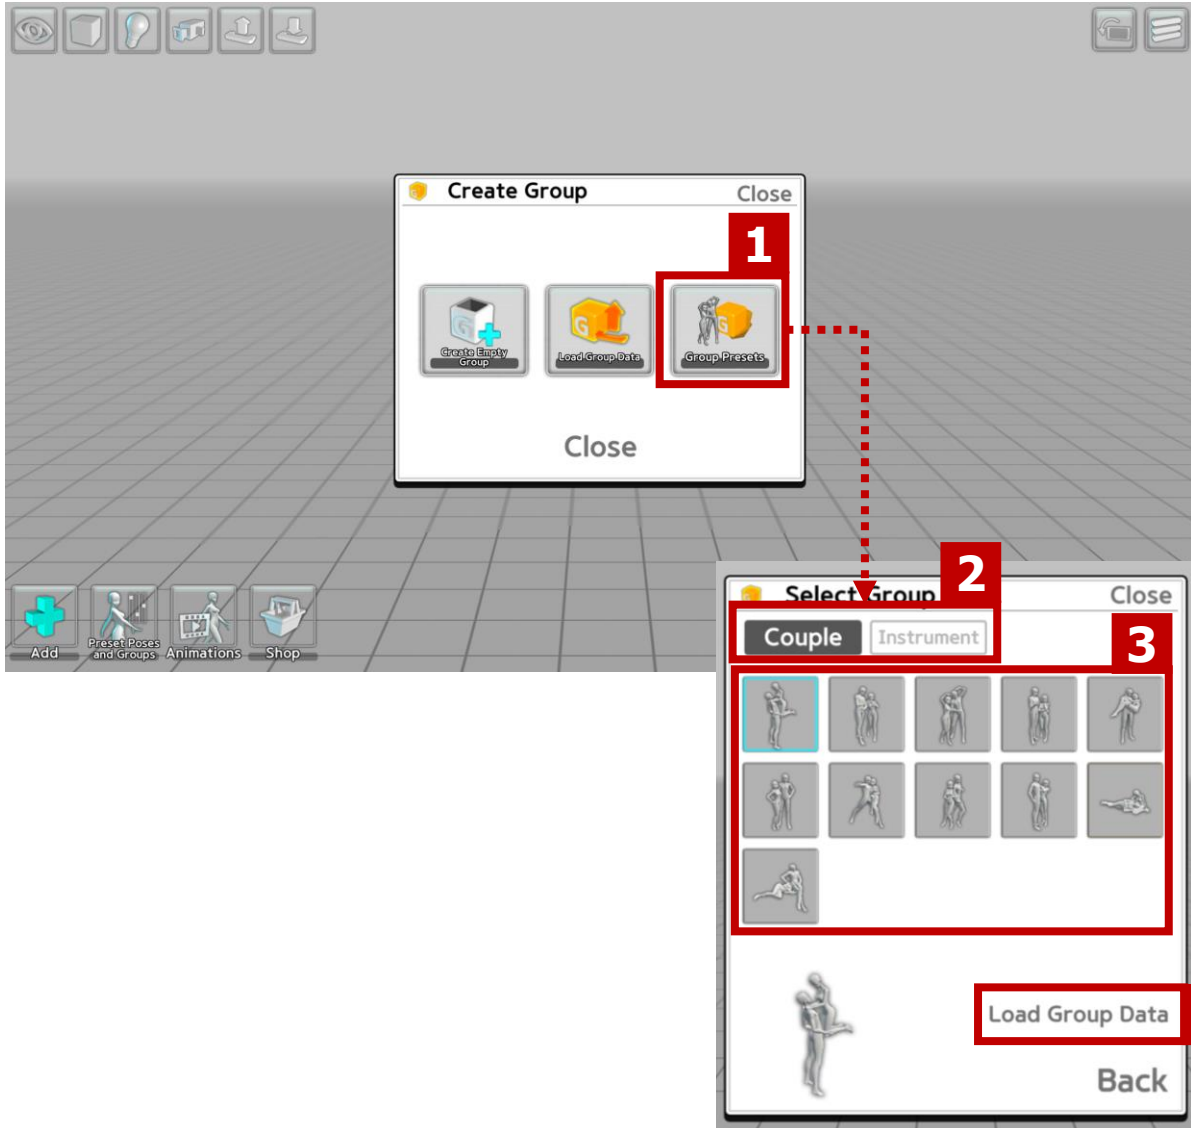 Create Group
Close
1
G
G
G
Create Empty
Group
Load Group Data
Group Presets
Close
2
Select Group
Close
Couple
Instrument
3
Add
Preset Poses
and Groups
Animations
Shop
Load Group Data
Back